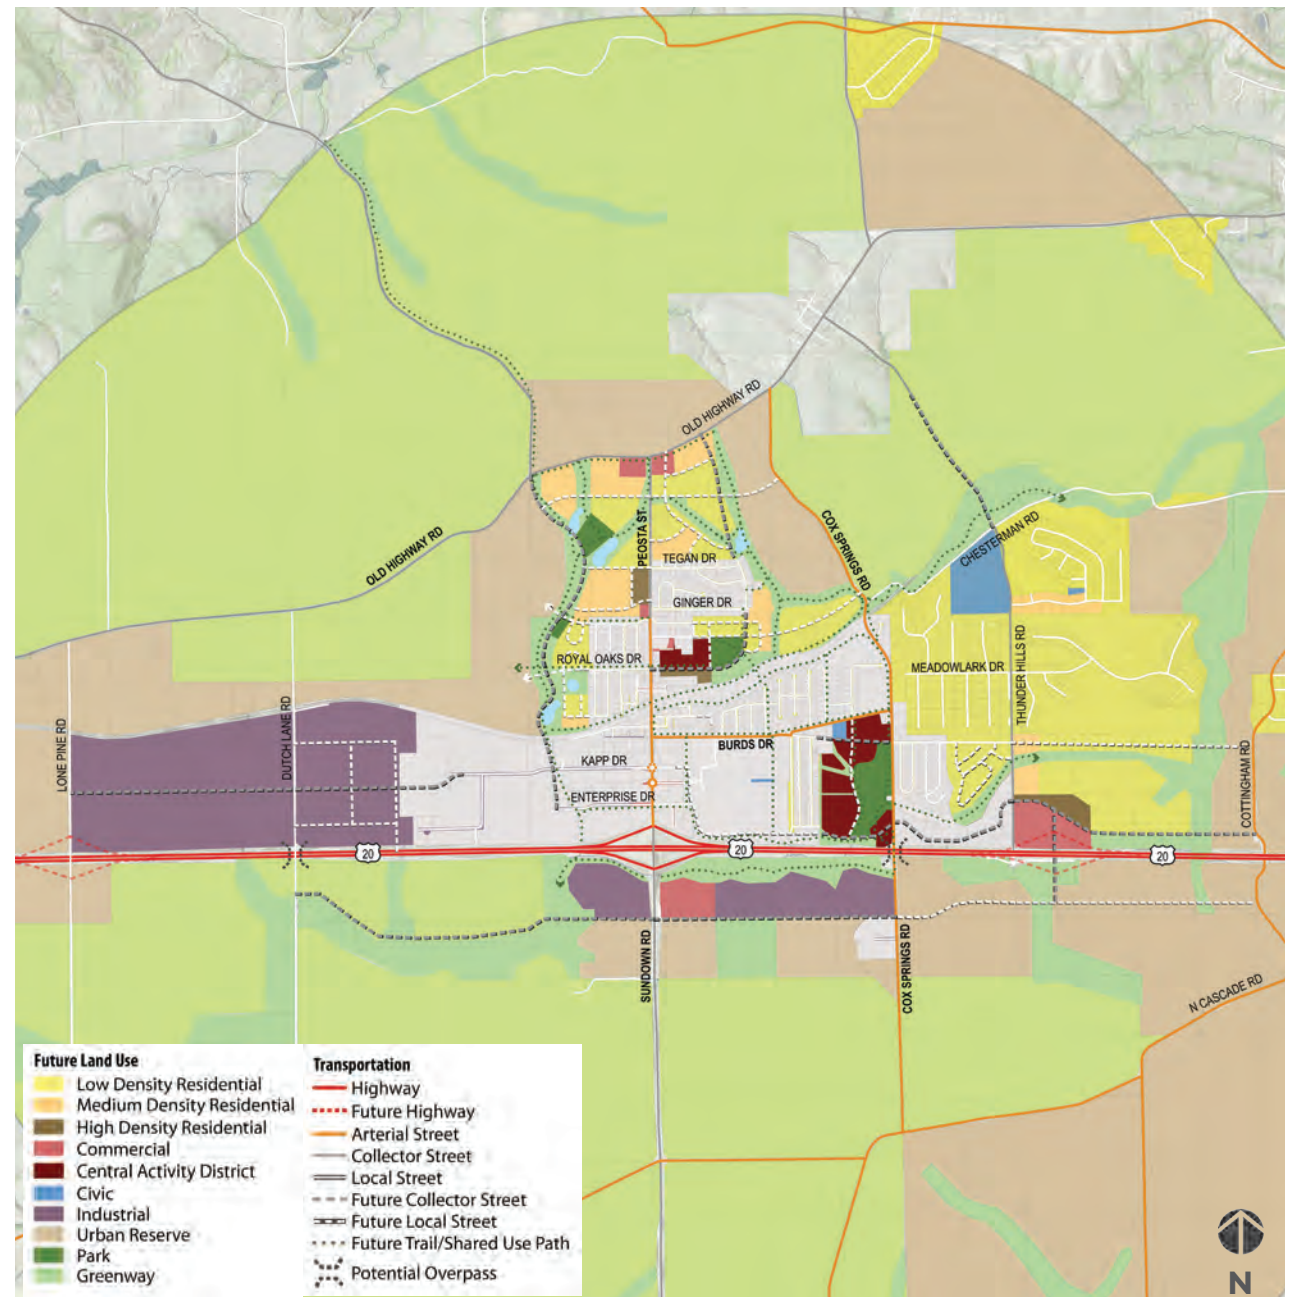 OLD HIGHWAY RD
COX SPRINGS RD
PEOSTA ST
CHESTERMAN RD
OLD HIGHWAY RD
TEGAN DR
GINGER DR
ROYAL OAKS DR
MEADOWLARK DR
THUNDER HILLS RD
LONE PINE RD
DUTCH LANE RD
BURDS DR
KAPP DR
ENTERPRISE DR
COTTINGHAM RD
20
20
20
SUNDOWN RD
COX SPRINGS RD
N CASCADE RD
Future Land Use
Low Density Residential
Medium Density Residential
High Density Residential
Commercial
Central Activity District
Civic
Industrial
Urban Reserve
Park
Greenway
Transportation
Highway
Future Highway
Arterial Street
Collector Street
Local Street
Future Collector Street
Future Local Street
Future Trail/Shared Use Path
Potential Overpass
N